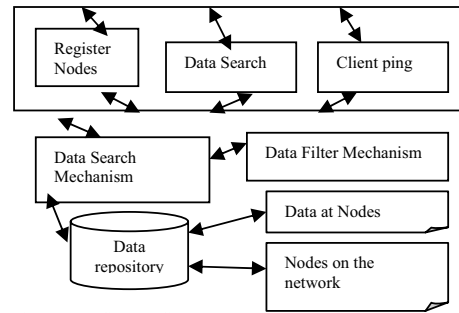 Register
Nodes
Data Search
Client ping
Data Search
Mechanism
Data Filter Mechanism
Data at Nodes
Data
repository
Nodes on the
network